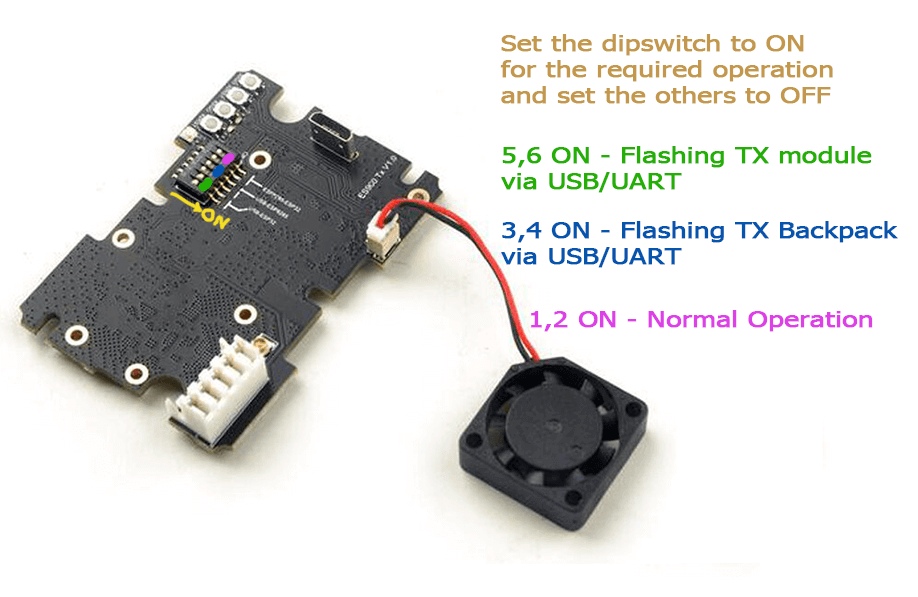 Set the dipswitch to ON
for the required operation
and set the others to OFF
5,6 ON - Flashing TX module
via USB/UART
3,4 ON - Flashing TX Backpack
via USB/UART
1,2 ON - Normal Operation
ES900 Tx V1.0
USB-ESP32
ON